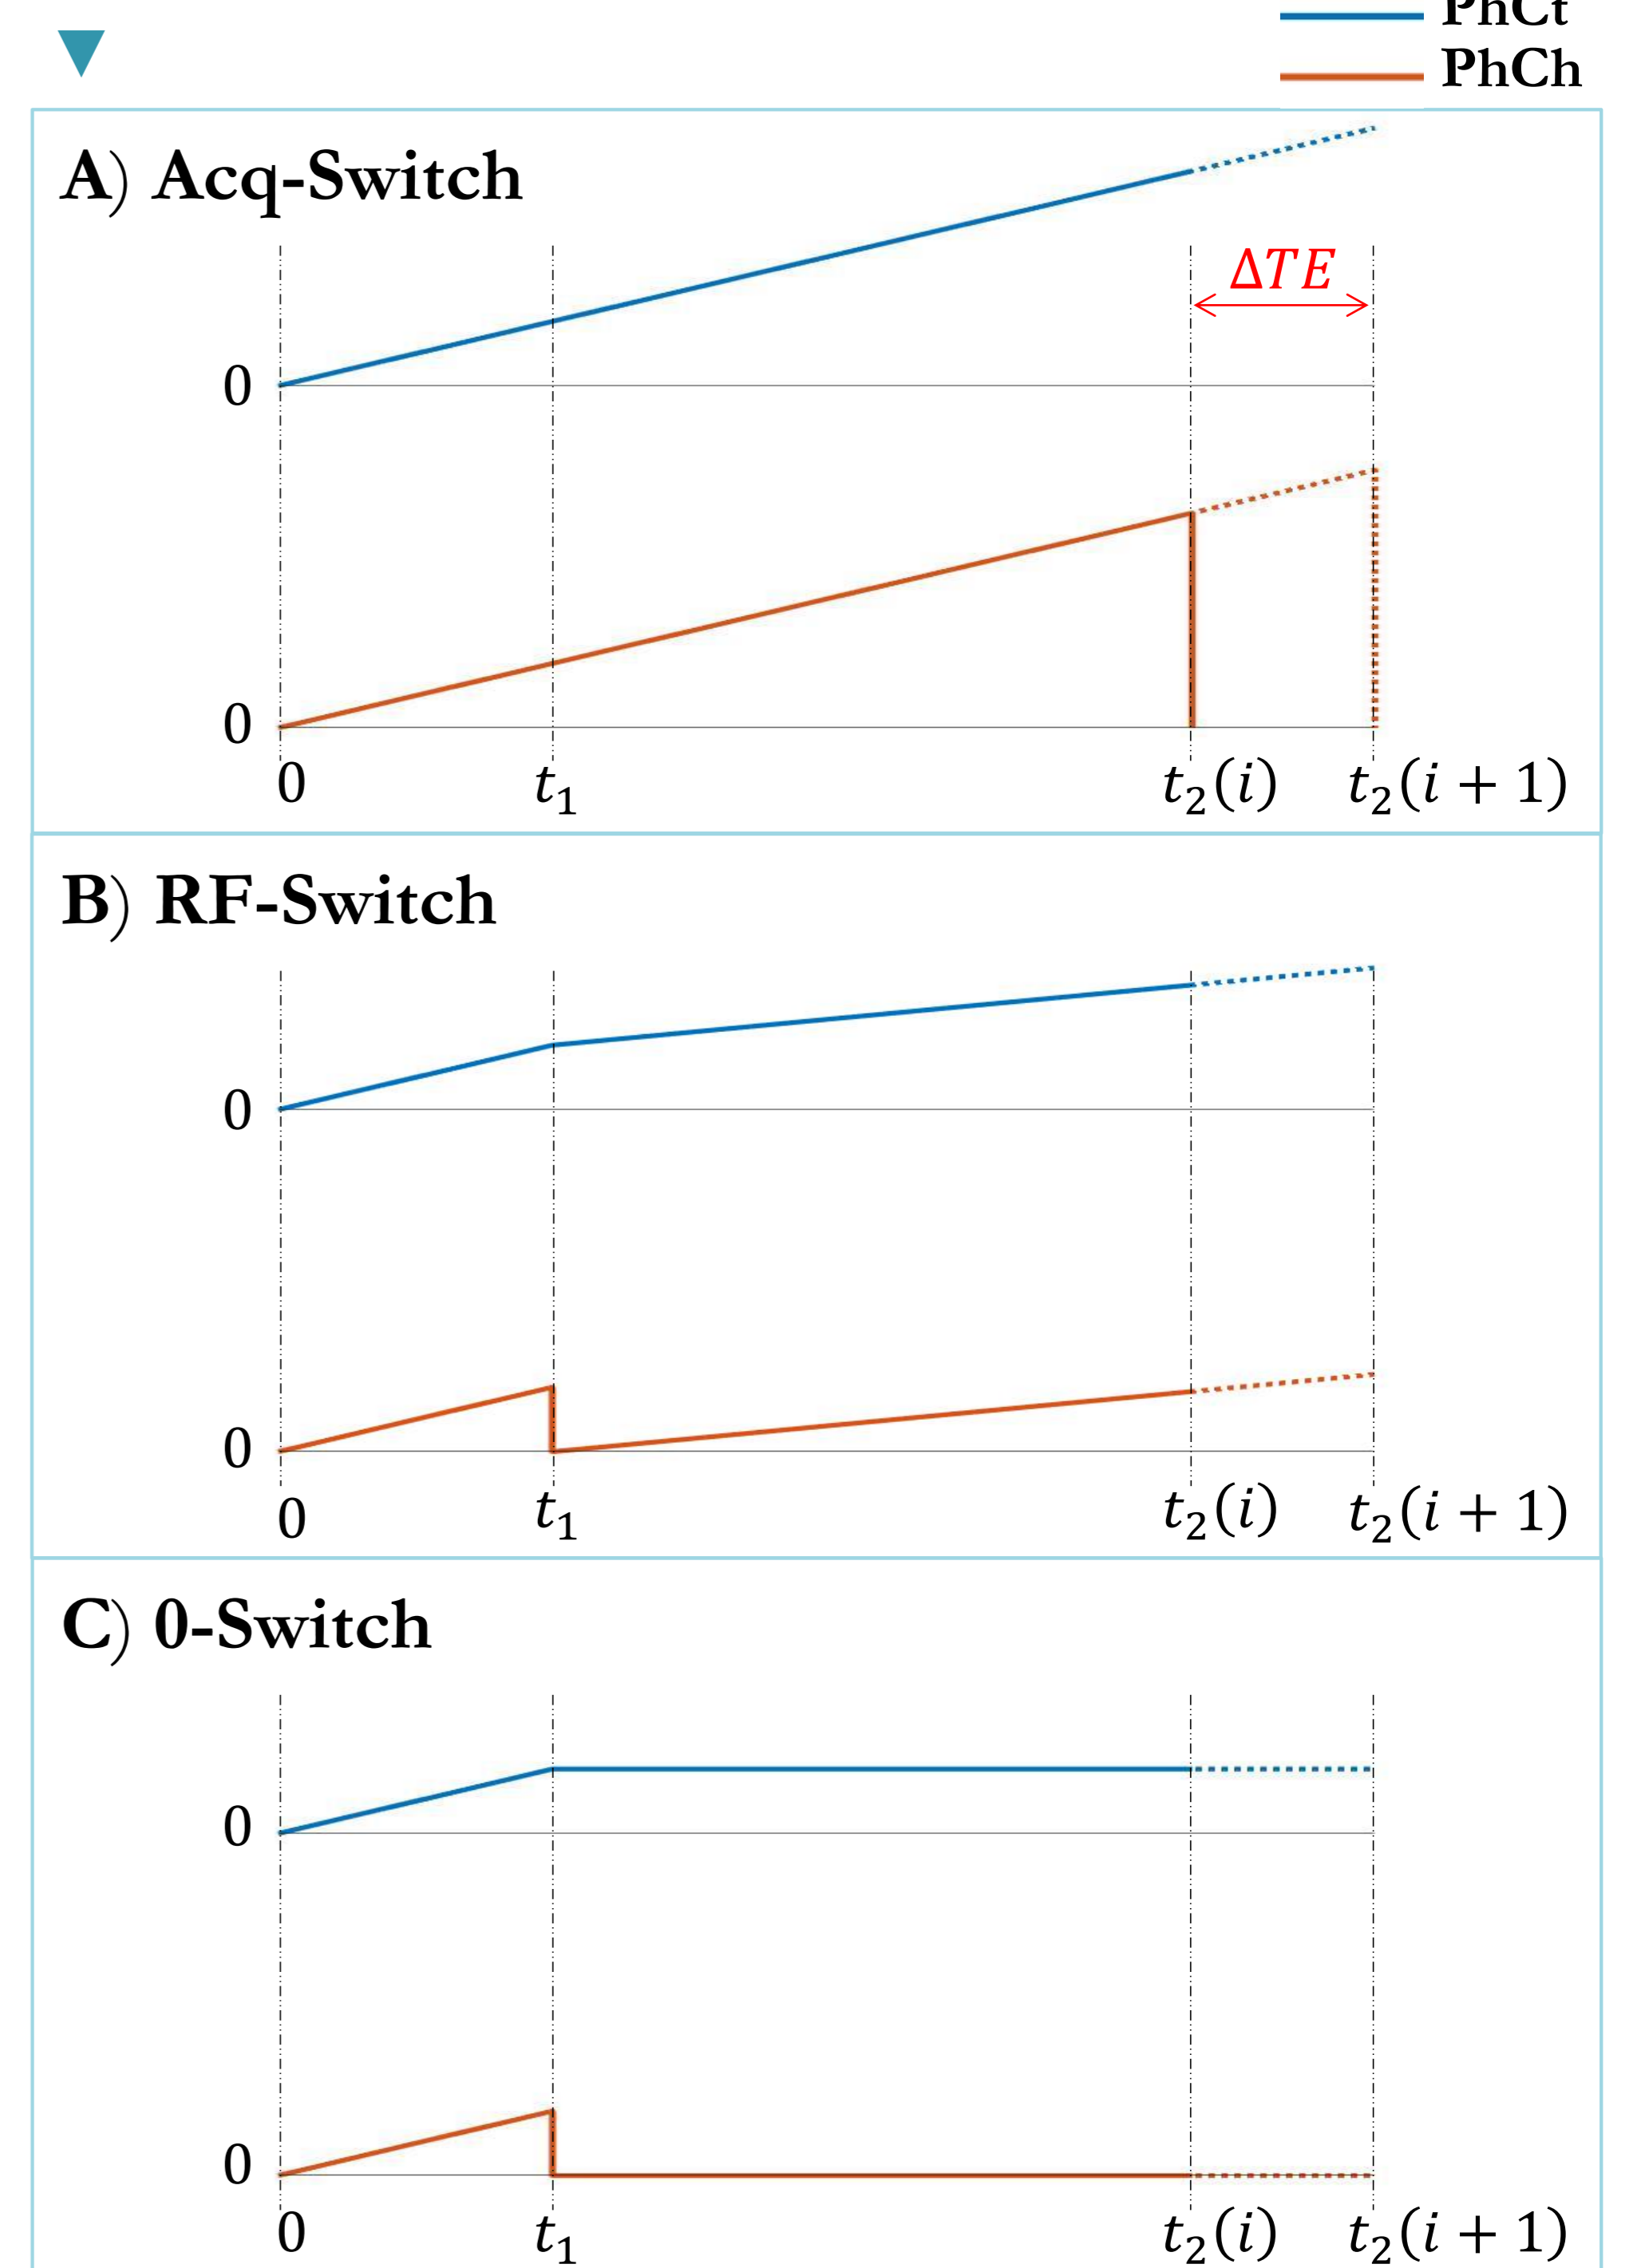 PhCt
PhCh
A) Acq-Switch
ΔTE
0
0
0 t₁ t₂(i) t₂(i + 1)
B) RF-Switch
0
0
0 t₁ t₂(i) t₂(i + 1)
C) 0-Switch
0
0
0 t₁ t₂(i) t₂(i + 1)